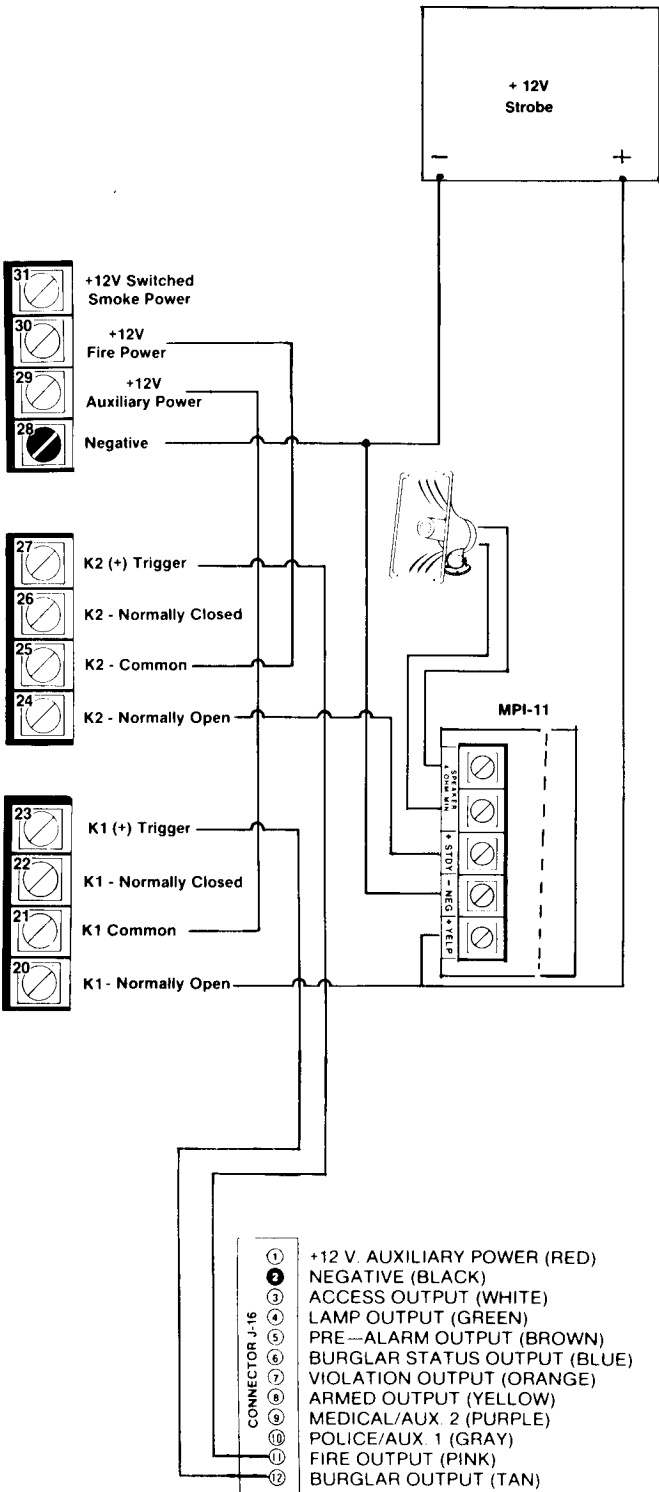 + 12V
Strobe
− +
31 +12V Switched
Smoke Power
30 +12V
Fire Power
29 +12V
Auxiliary Power
28 Negative
27 K2 (+) Trigger
26 K2 - Normally Closed
25 K2 - Common
24 K2 - Normally Open
MPI-11
SPEAKER
4 OHM MIN
+ STDY
- NEG
+ YELP
23 K1 (+) Trigger
22 K1 - Normally Closed
21 K1 Common
20 K1 - Normally Open
CONNECTOR J-16
1 +12 V. AUXILIARY POWER (RED)
2 NEGATIVE (BLACK)
3 ACCESS OUTPUT (WHITE)
4 LAMP OUTPUT (GREEN)
5 PRE—ALARM OUTPUT (BROWN)
6 BURGLAR STATUS OUTPUT (BLUE)
7 VIOLATION OUTPUT (ORANGE)
8 ARMED OUTPUT (YELLOW)
9 MEDICAL/AUX. 2 (PURPLE)
10 POLICE/AUX. 1 (GRAY)
11 FIRE OUTPUT (PINK)
12 BURGLAR OUTPUT (TAN)